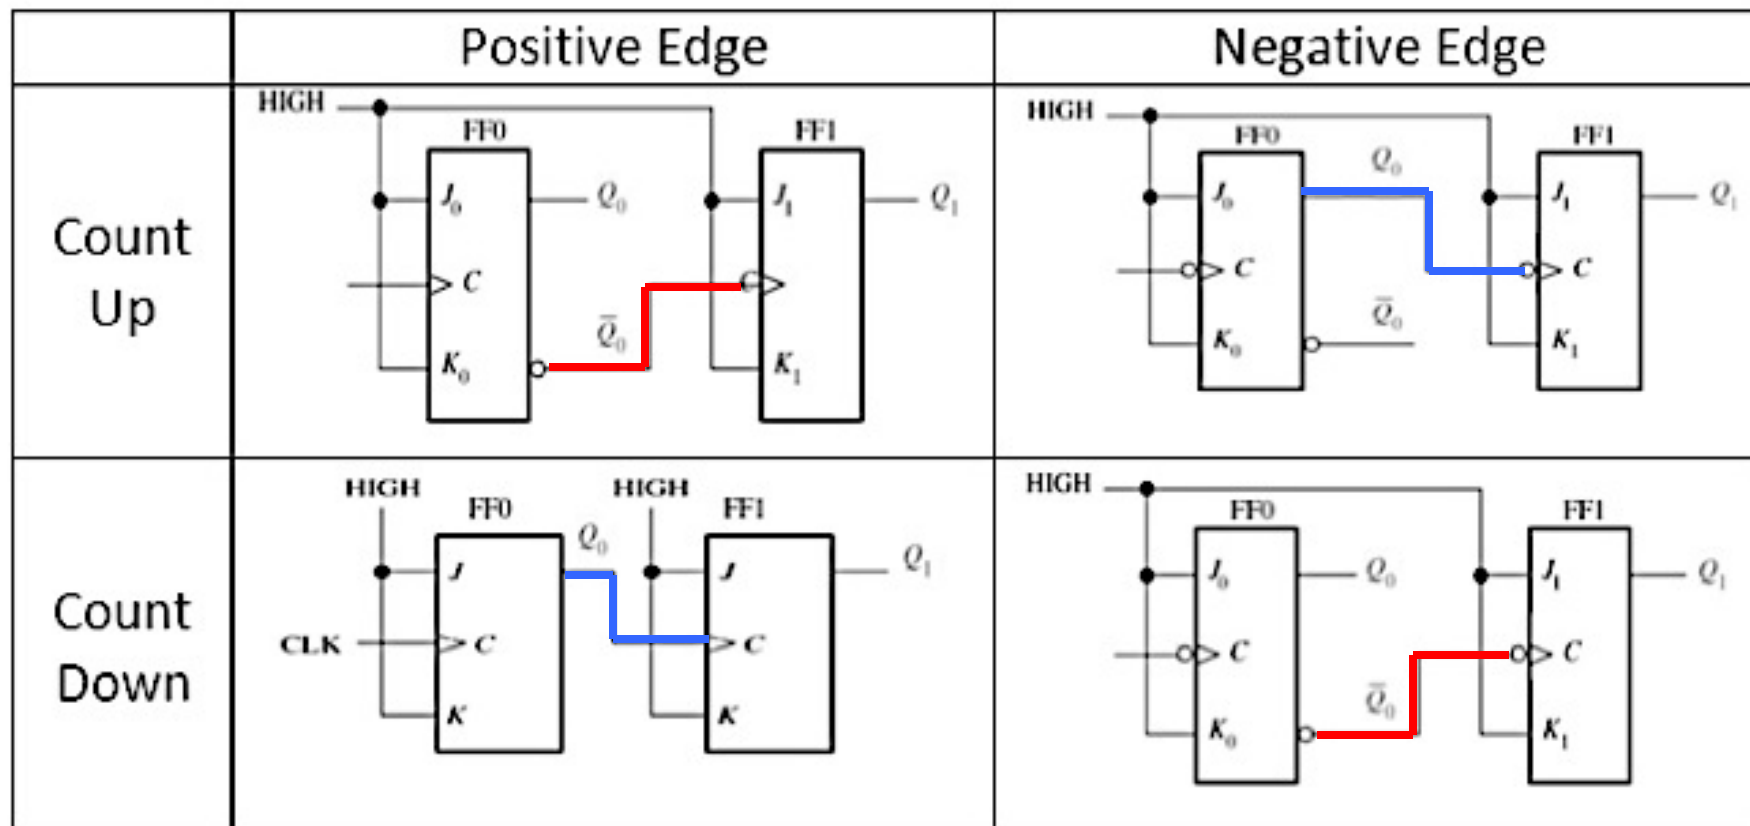 Positive Edge
Negative Edge
Count
Up
HIGH
FF0
FF1
J₀
Q₀
J₁
Q₁
C
C
Q̅₀
K₀
K₁
HIGH
FF0
FF1
Q₀
J₀
J₁
Q₁
C
C
Q̅₀
K₀
K₁
Count
Down
HIGH
HIGH
FF0
FF1
Q₀
J
J
Q₁
CLK
C
C
K
K
HIGH
FF0
FF1
J₀
Q₀
J₁
Q₁
C
C
Q̅₀
K₀
K₁